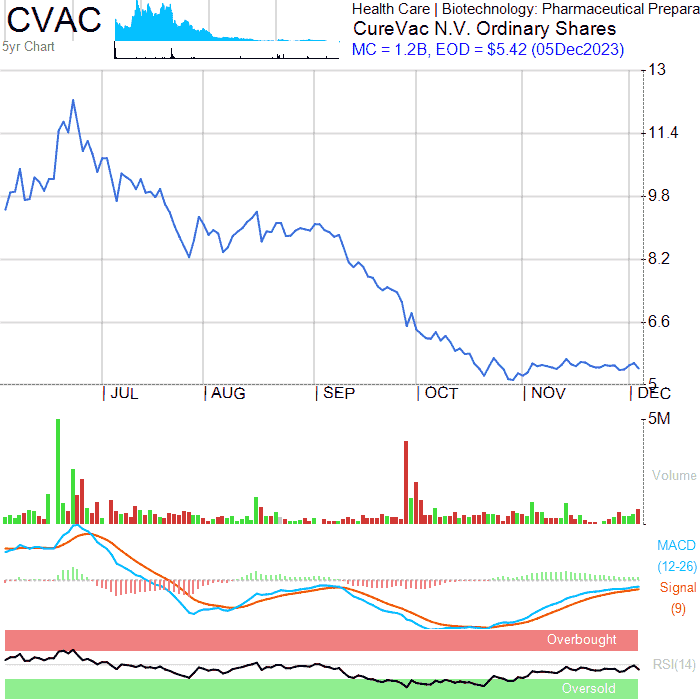 CVAC
5yr Chart
Health Care | Biotechnology: Pharmaceutical Prepara
CureVac N.V. Ordinary Shares
MC = 1.2B, EOD = $5.42 (05Dec2023)
13
11.4
9.8
8.2
6.6
5
JUL
AUG
SEP
OCT
NOV
DEC
5M
Volume
MACD
(12-26)
Signal
(9)
Overbought
RSI(14)
Oversold